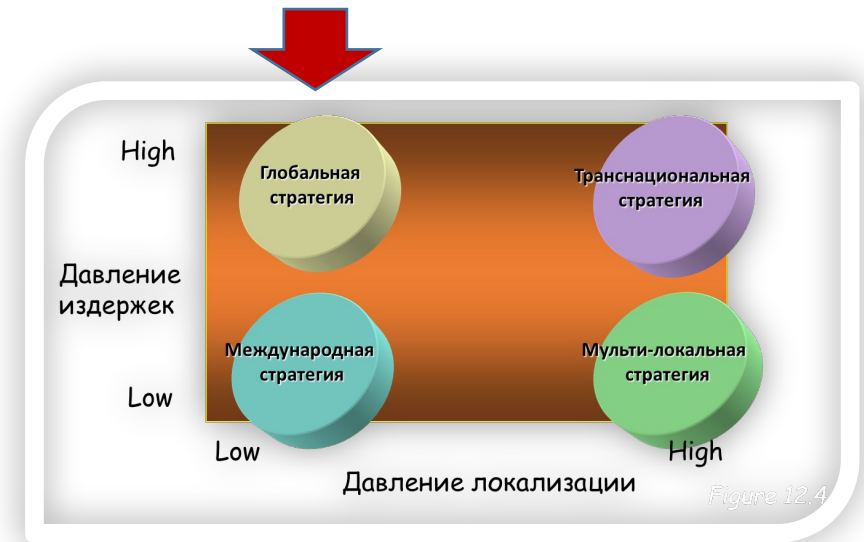 High
Глобальная
стратегия
Транснациональная
стратегия
Давление
издержек
Международная
стратегия
Мульти-локальная
стратегия
Low
Low
High
Давление локализации
Figure 12.4